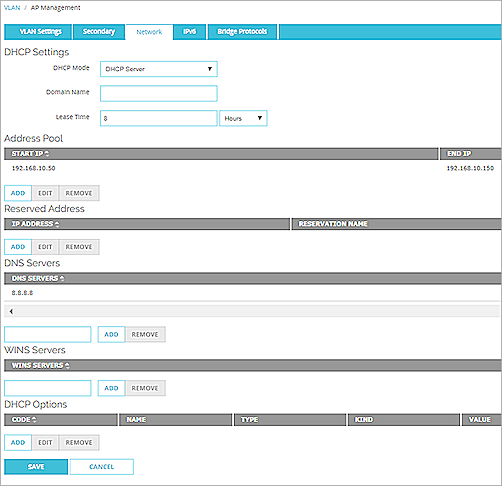 VLAN / AP Management
VLAN Settings Secondary Network IPv6 Bridge Protocols
DHCP Settings
DHCP Mode DHCP Server
Domain Name
Lease Time 8 Hours
Address Pool
START IP END IP
192.168.10.50 192.168.10.150
ADD EDIT REMOVE
Reserved Address
IP ADDRESS RESERVATION NAME
ADD EDIT REMOVE
DNS Servers
DNS SERVERS
8.8.8.8
ADD REMOVE
WINS Servers
WINS SERVERS
ADD REMOVE
DHCP Options
CODE NAME TYPE KIND VALUE
ADD EDIT REMOVE
SAVE CANCEL